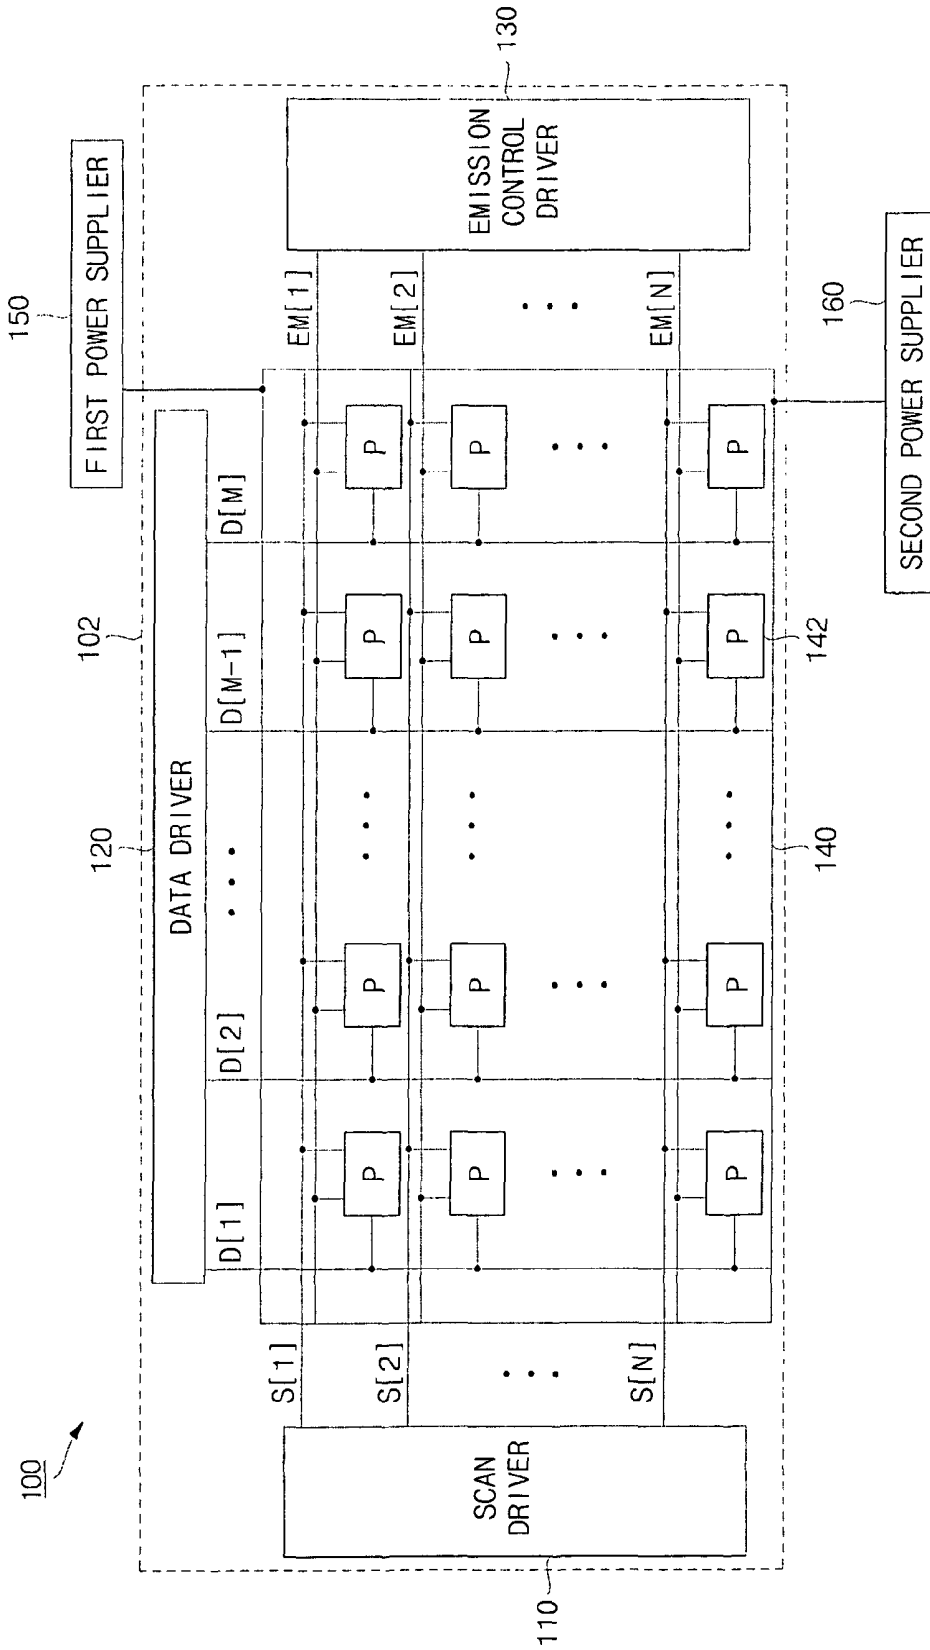 100
150
FIRST POWER SUPPLIER
102
120
DATA DRIVER
D[1]
D[2]
D[M-1]
D[M]
130
EMISSION
CONTROL
DRIVER
S[1]
S[2]
S[N]
EM[1]
EM[2]
EM[N]
P
P
P
P
P
P
P
P
P
P
P
P
SCAN
DRIVER
110
140
142
160
SECOND POWER SUPPLIER